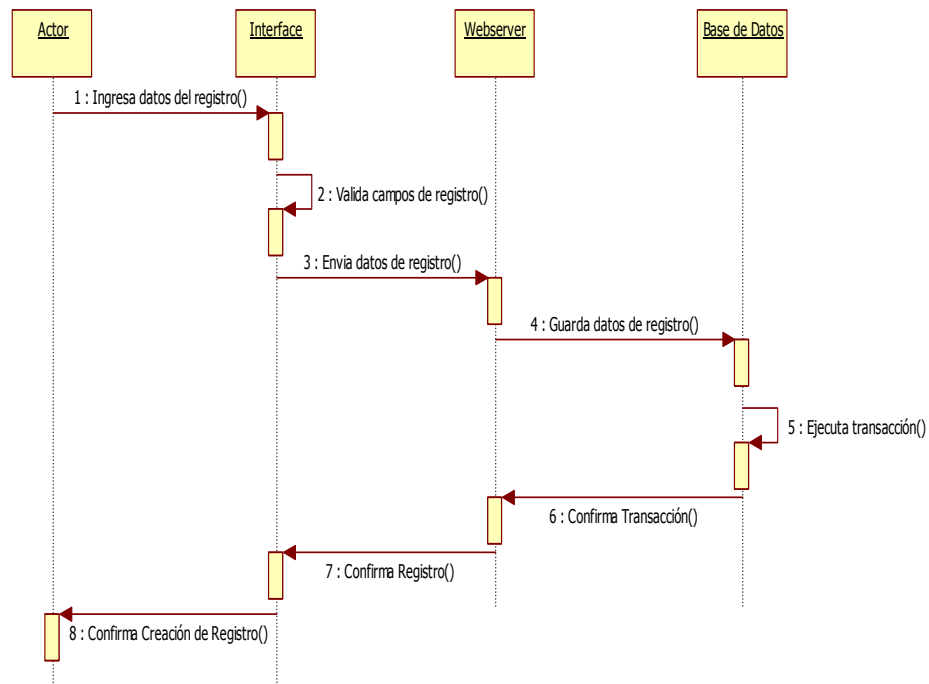 Actor
Interface
Webserver
Base de Datos
1 : Ingresa datos del registro()
2 : Valida campos de registro()
3 : Envia datos de registro()
4 : Guarda datos de registro()
5 : Ejecuta transacción()
6 : Confirma Transacción()
7 : Confirma Registro()
8 : Confirma Creación de Registro()